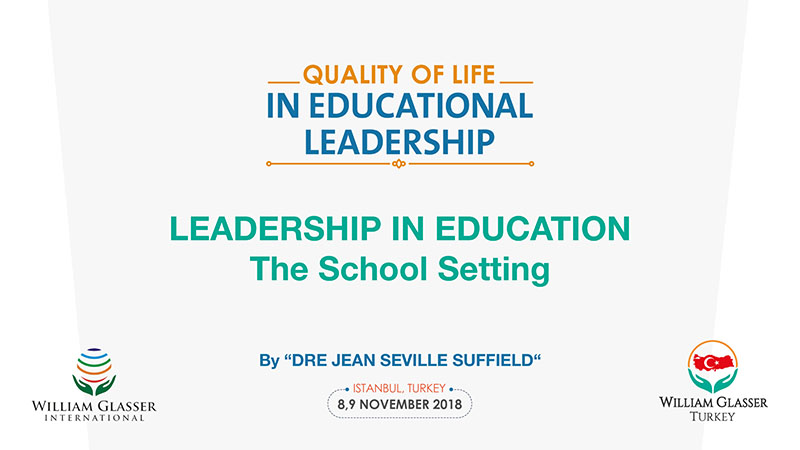 QUALITY OF LIFE
IN EDUCATIONAL
LEADERSHIP
LEADERSHIP IN EDUCATION
The School Setting
By “DRE JEAN SEVILLE SUFFIELD“
ISTANBUL, TURKEY
8,9 NOVEMBER 2018
WILLIAM GLASSER
INTERNATIONAL
WILLIAM GLASSER
TURKEY